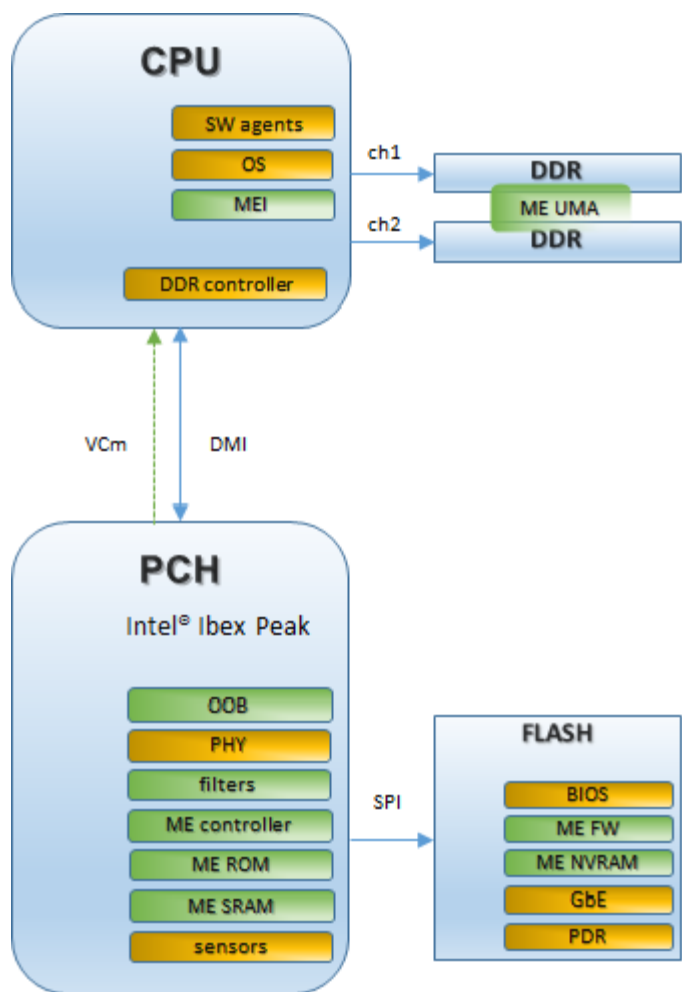 CPU
SW agents
OS
MEI
DDR controller
ch1
DDR
ME UMA
ch2
DDR
VCm
DMI
PCH
Intel® Ibex Peak
OOB
PHY
filters
ME controller
ME ROM
ME SRAM
sensors
SPI
FLASH
BIOS
ME FW
ME NVRAM
GbE
PDR